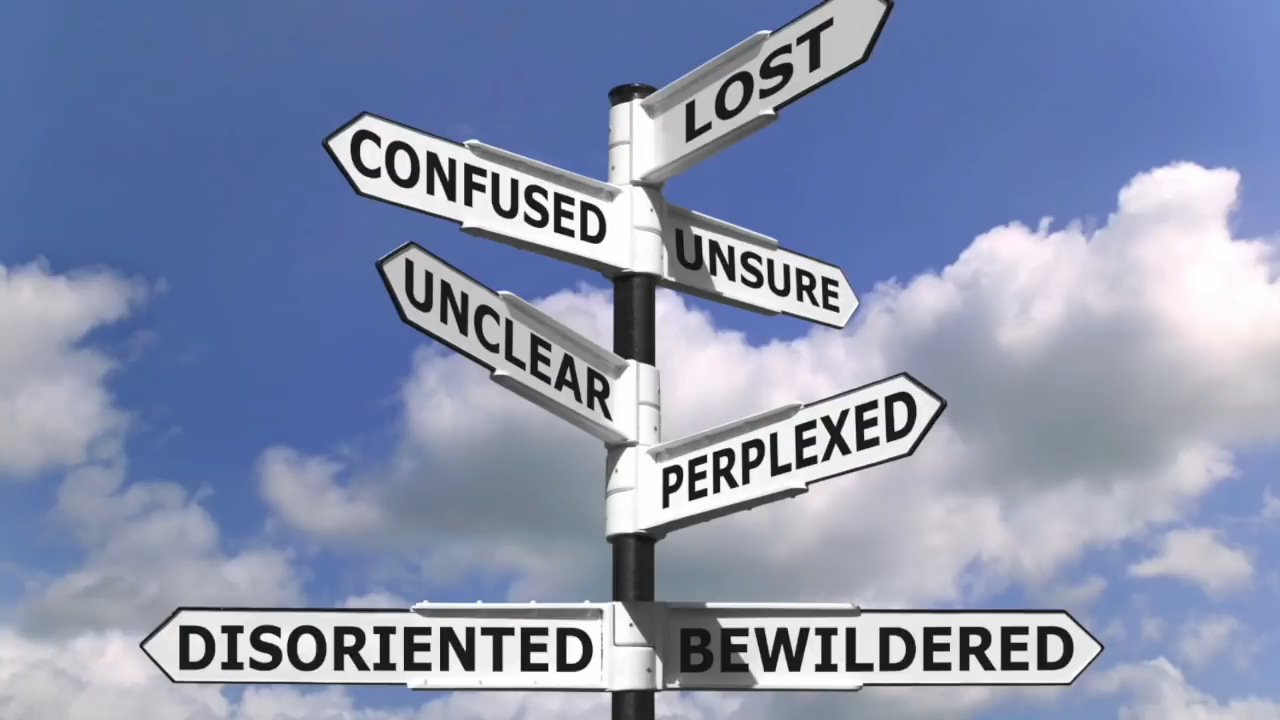 LOST
CONFUSED
UNSURE
UNCLEAR
PERPLEXED
DISORIENTED
BEWILDERED